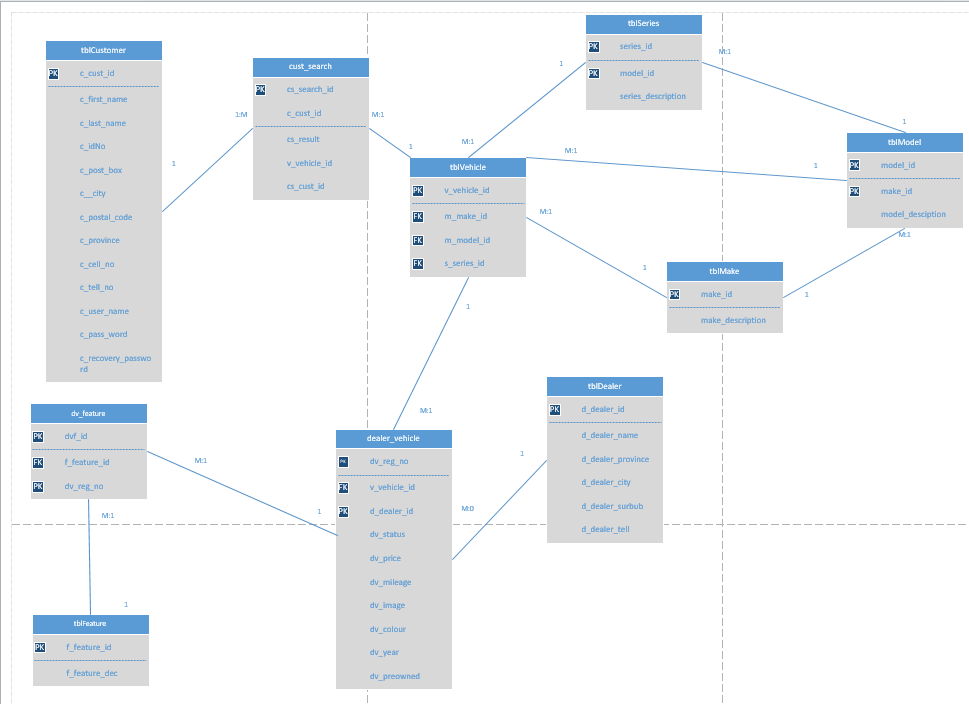 tblCustomer
PK c_cust_id
c_first_name
c_last_name
c_idNo
c_post_box
c__city
c_postal_code
c_province
c_cell_no
c_tell_no
c_user_name
c_pass_word
c_recovery_passwo
rd
1
1:M
cust_search
PK cs_search_id
c_cust_id
cs_result
v_vehicle_id
cs_cust_id
M:1
1
tblSeries
PK series_id
PK model_id
series_description
1
M:1
M:1
1
tblVehicle
PK v_vehicle_id
FK m_make_id
FK m_model_id
FK s_series_id
M:1
1
M:1
1
tblModel
PK model_id
PK make_id
model_desciption
M:1
1
tblMake
PK make_id
make_description
1
M:1
tblDealer
PK d_dealer_id
d_dealer_name
d_dealer_province
d_dealer_city
d_dealer_surbub
d_dealer_tell
1
M:0
dv_feature
PK dvf_id
FK f_feature_id
PK dv_reg_no
M:1
1
M:1
1
dealer_vehicle
PK dv_reg_no
FK v_vehicle_id
PK d_dealer_id
dv_status
dv_price
dv_mileage
dv_image
dv_colour
dv_year
dv_preowned
tblFeature
PK f_feature_id
f_feature_dec